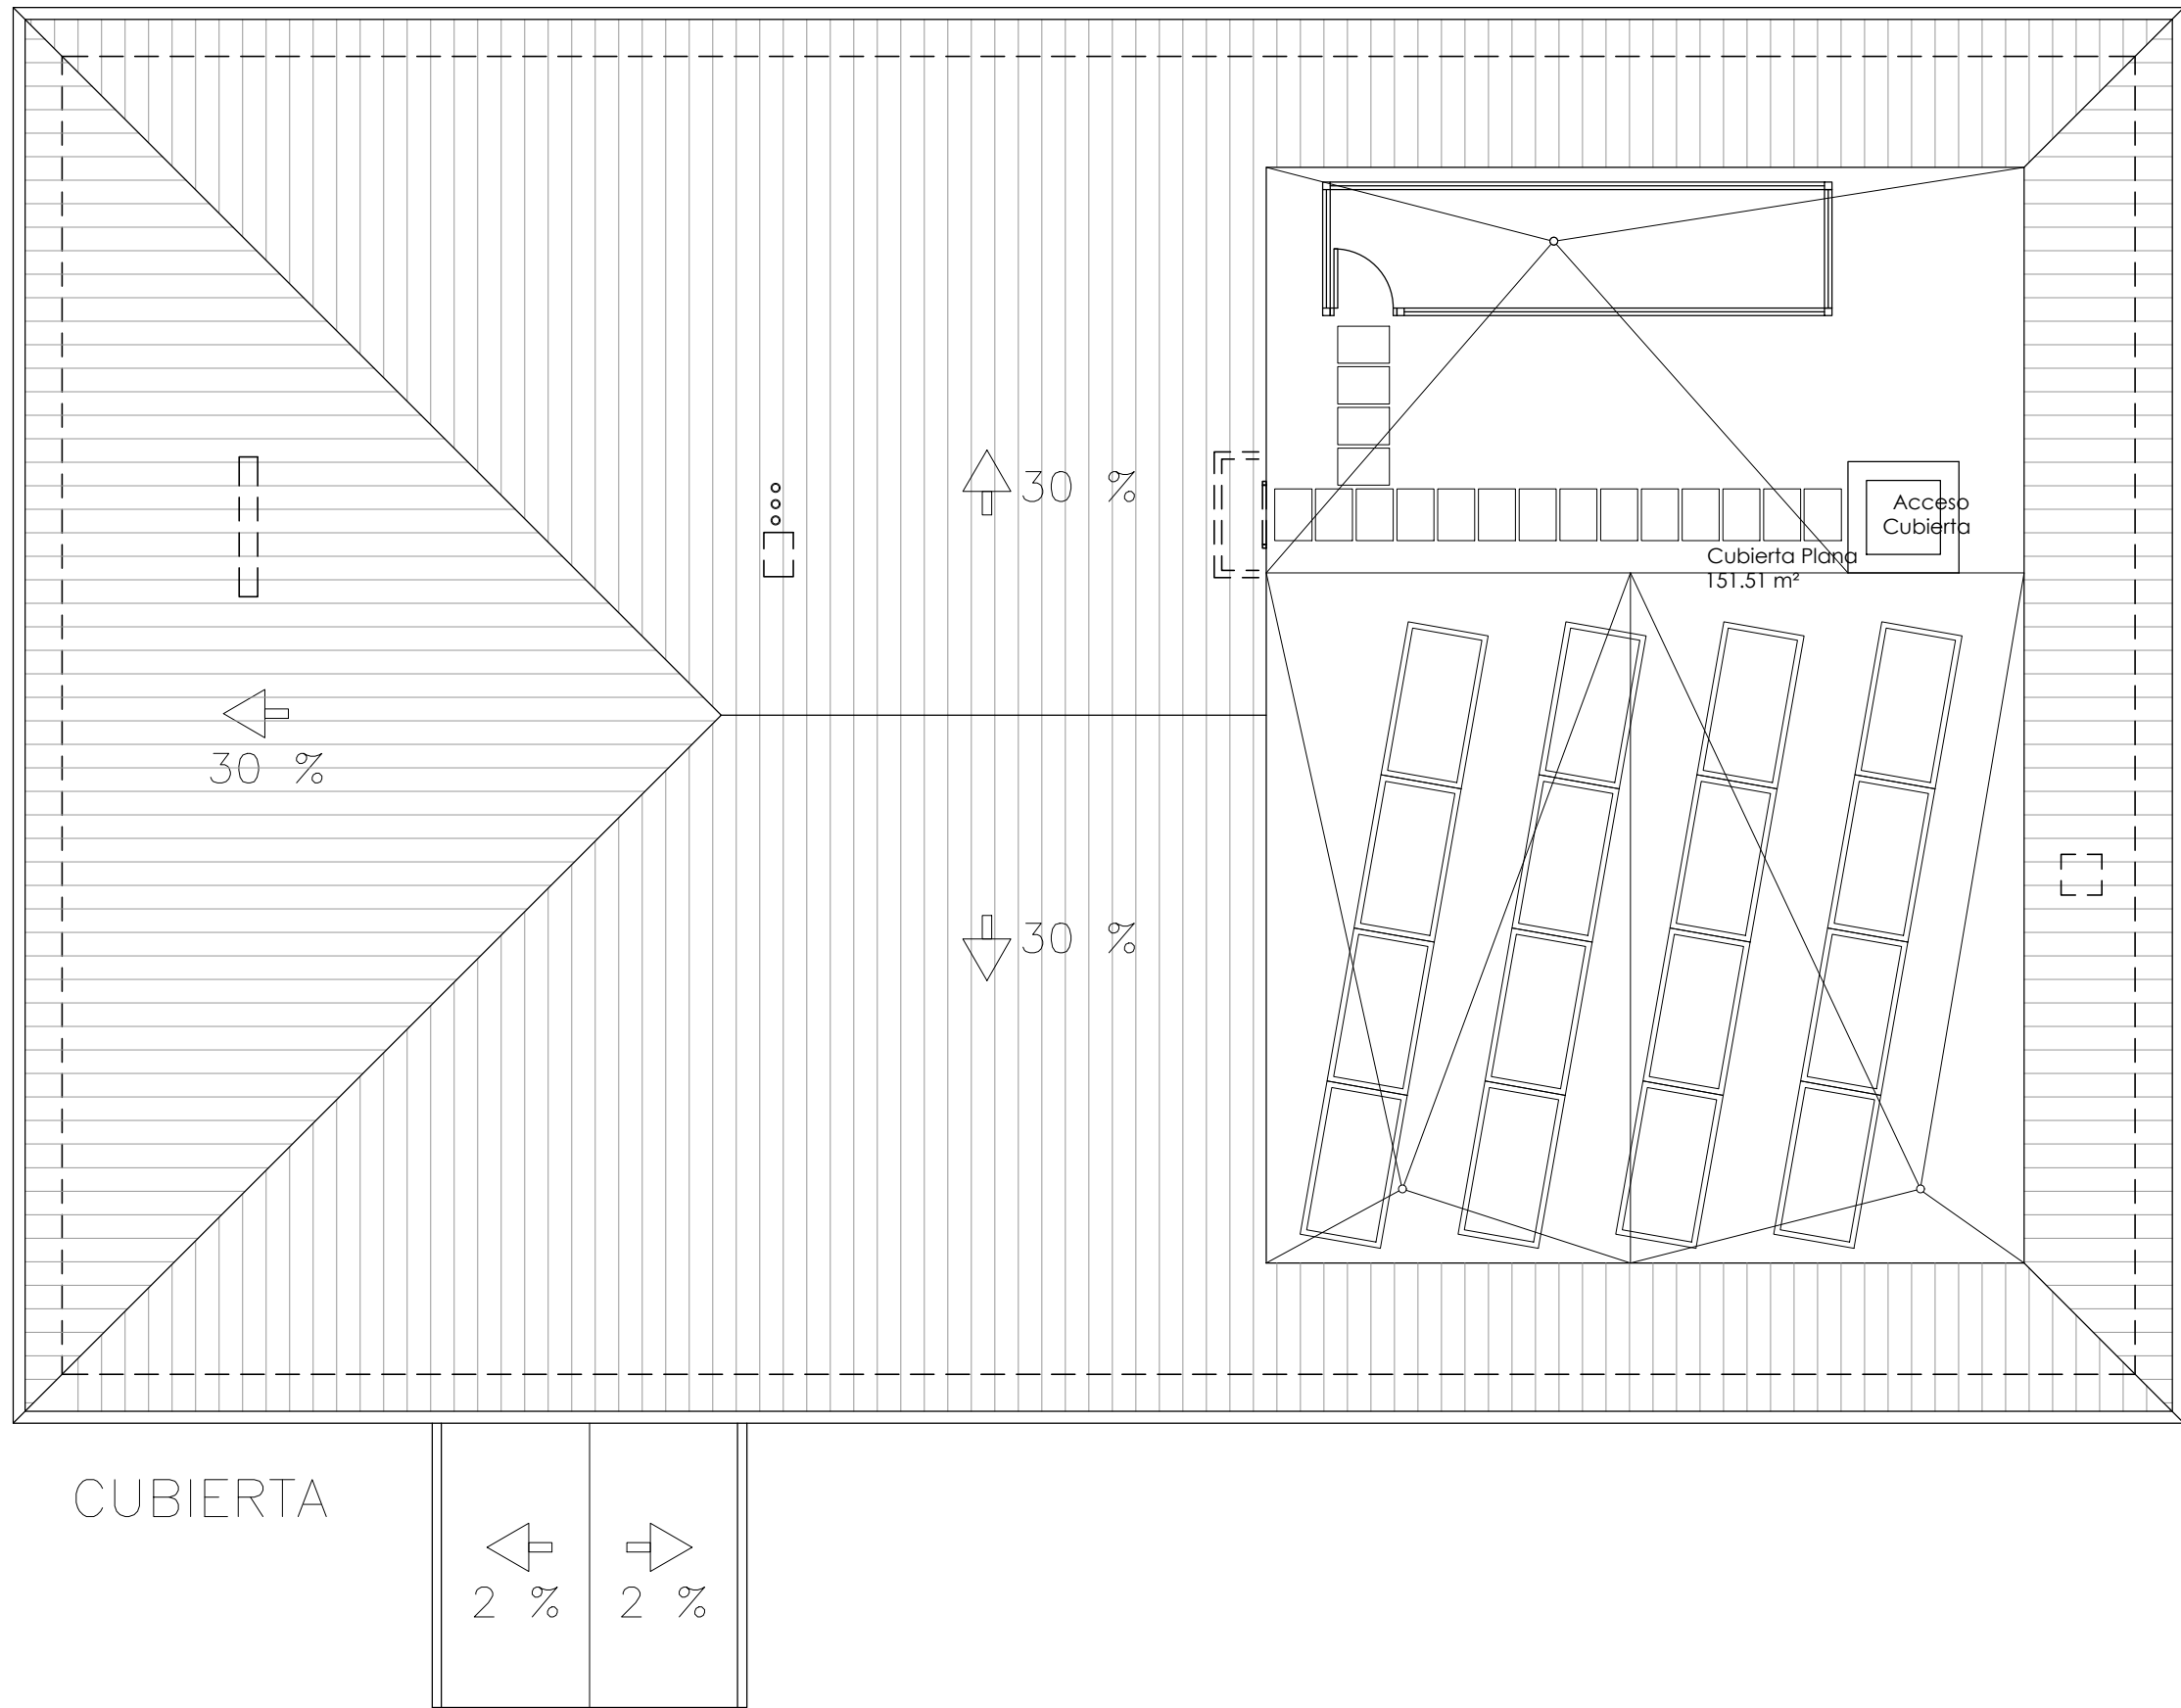 30 %
Acceso
Cubierta
Cubierta Plana
151.51 m²
30 %
30 %
CUBIERTA
2 %
2 %